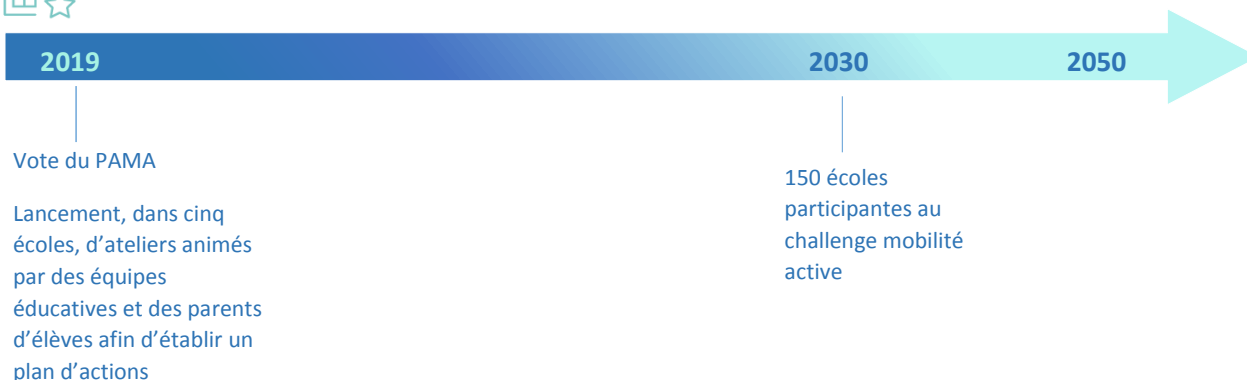 2019
2030
2050
Vote du PAMA
Lancement, dans cinq
écoles, d'ateliers animés
par des équipes
éducatives et des parents
d'élèves afin d'établir un
plan d'actions
150 écoles
participantes au
challenge mobilité
active